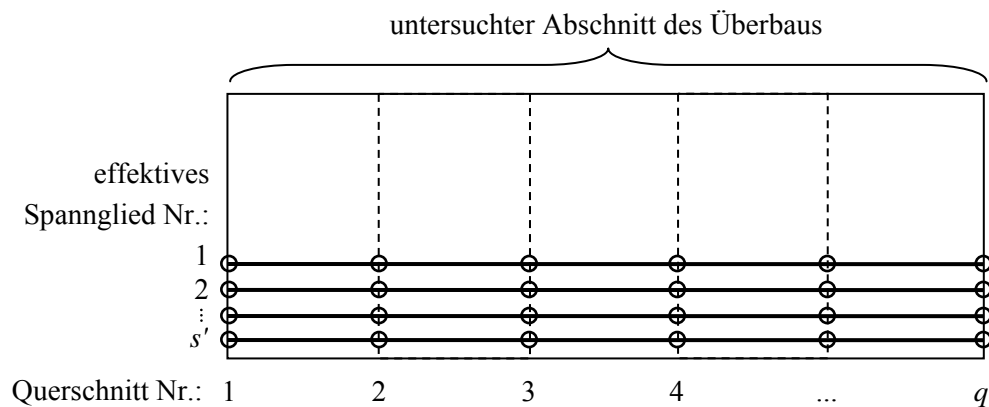 untersuchter Abschnitt des Überbaus
effektives
Spannglied Nr.:
1
2
⋮
s'
Querschnitt Nr.: 1 2 3 4 ... q